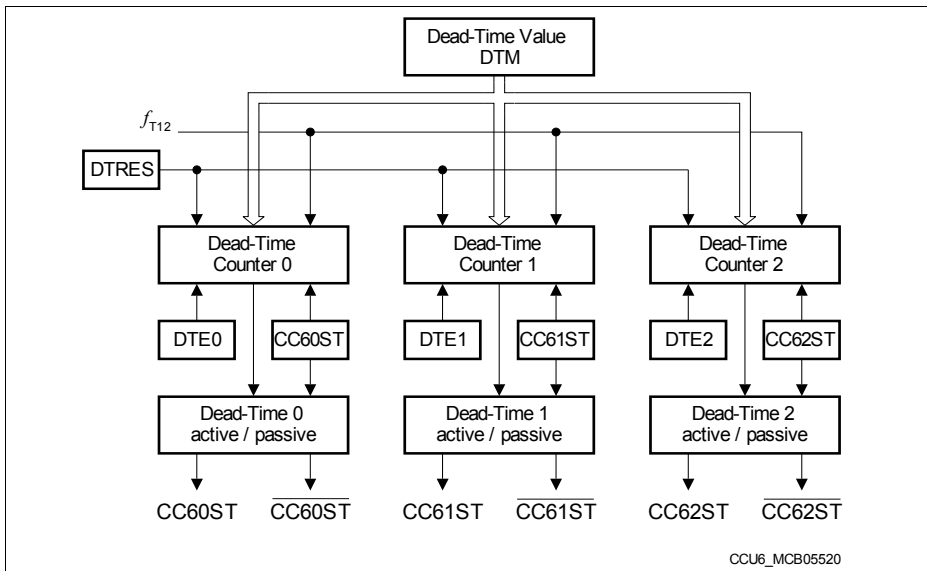 Dead-Time Value
DTM
fT12
DTRES
Dead-Time
Counter 0
Dead-Time
Counter 1
Dead-Time
Counter 2
DTE0
CC60ST
DTE1
CC61ST
DTE2
CC62ST
Dead-Time 0
active / passive
Dead-Time 1
active / passive
Dead-Time 2
active / passive
CC60ST
CC60ST
CC61ST
CC61ST
CC62ST
CC62ST
CCU6_MCB05520